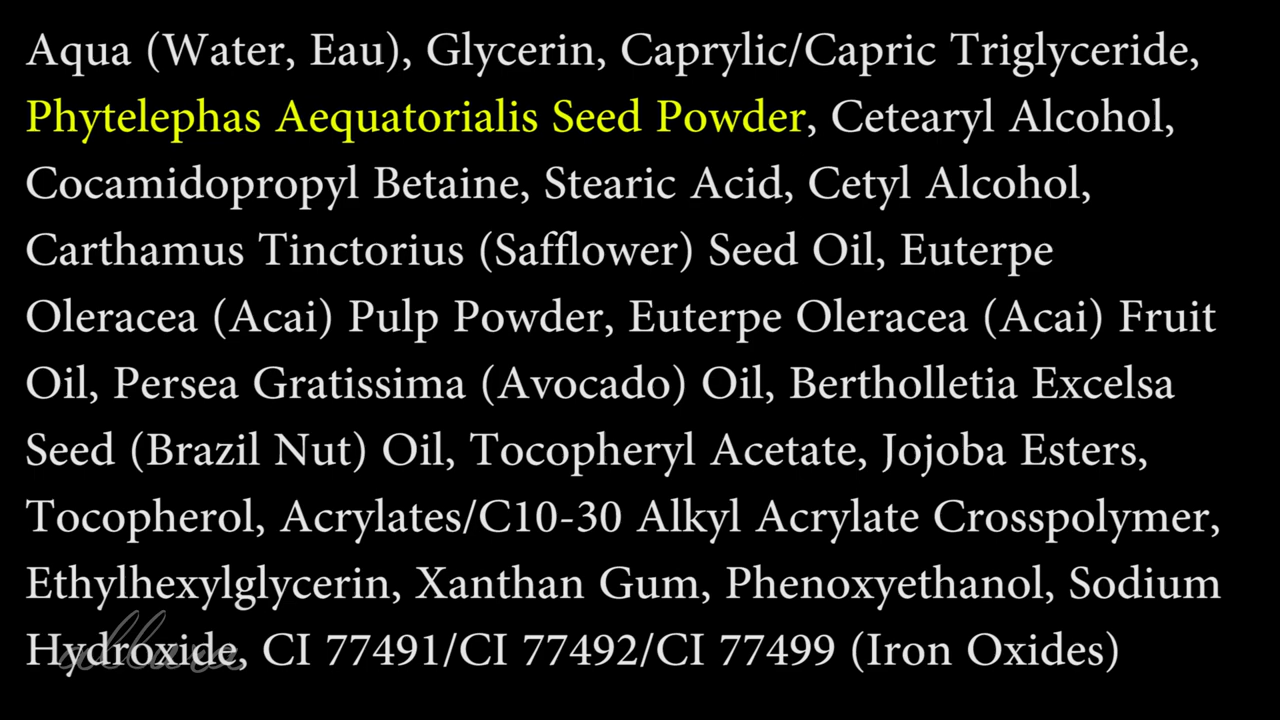 Aqua (Water, Eau), Glycerin, Caprylic/Capric Triglyceride,
Phytelephas Aequatorialis Seed Powder, Cetearyl Alcohol,
Cocamidopropyl Betaine, Stearic Acid, Cetyl Alcohol,
Carthamus Tinctorius (Safflower) Seed Oil, Euterpe
Oleracea (Acai) Pulp Powder, Euterpe Oleracea (Acai) Fruit
Oil, Persea Gratissima (Avocado) Oil, Bertholletia Excelsa
Seed (Brazil Nut) Oil, Tocopheryl Acetate, Jojoba Esters,
Tocopherol, Acrylates/C10-30 Alkyl Acrylate Crosspolymer,
Ethylhexylglycerin, Xanthan Gum, Phenoxyethanol, Sodium
Hydroxide, CI 77491/CI 77492/CI 77499 (Iron Oxides)